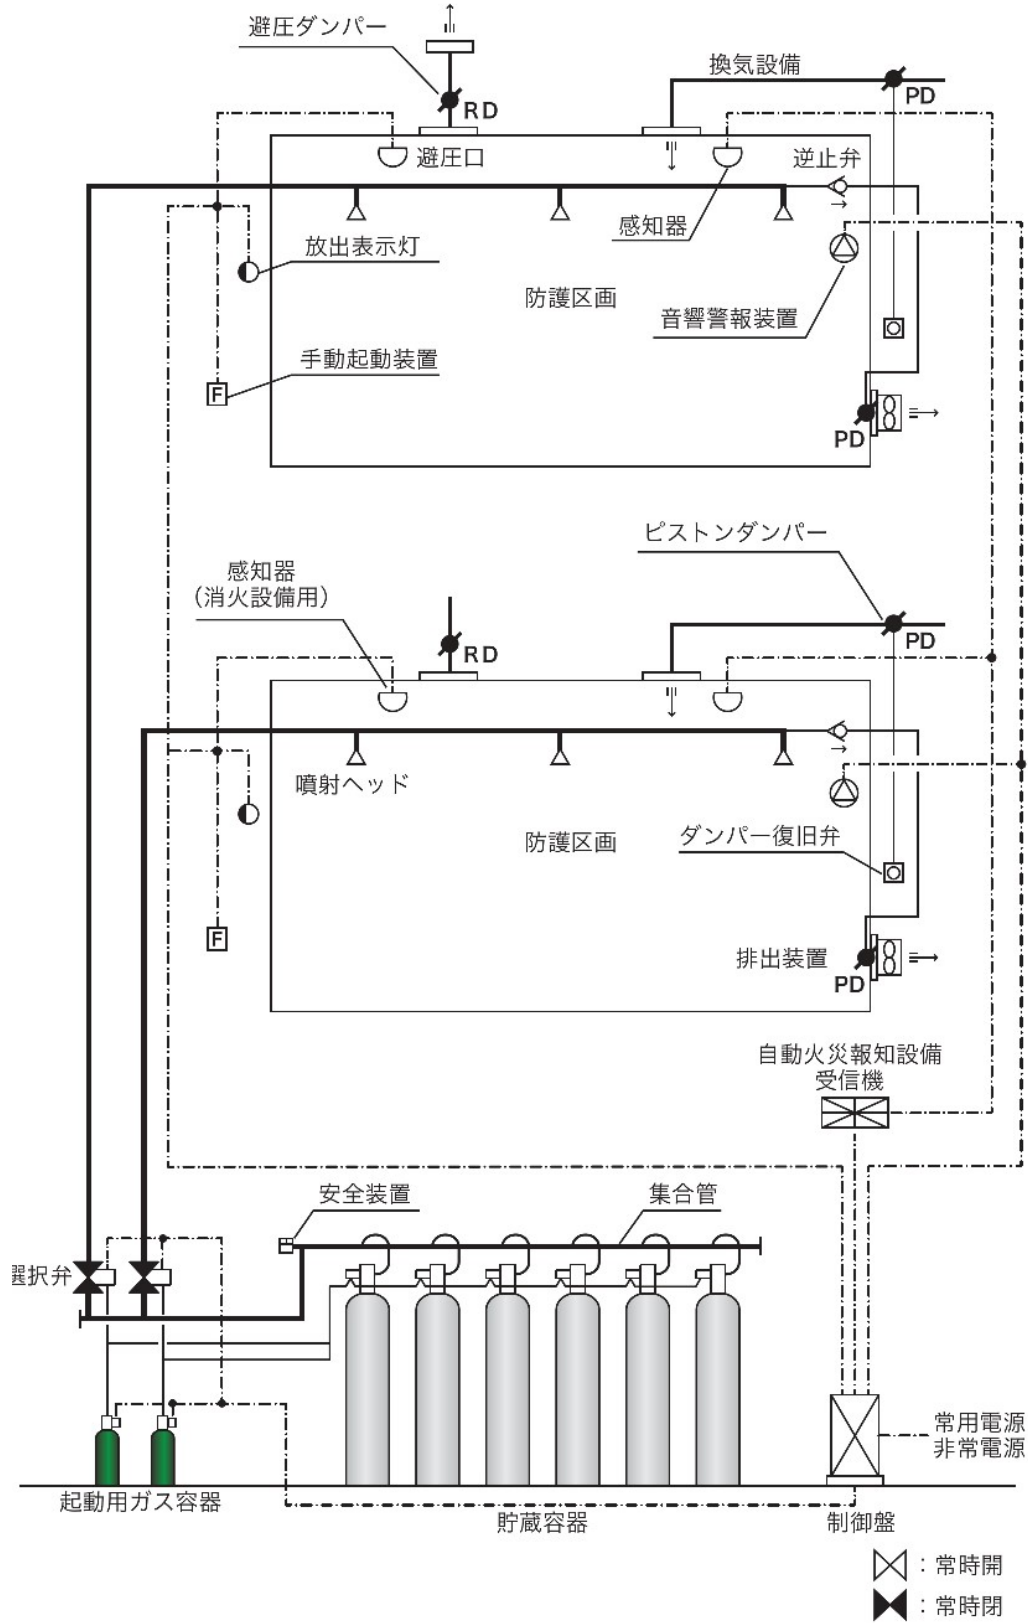 避圧ダンパー
換気設備
PD
RD
避圧口
逆止弁
感知器
放出表示灯
防護区画
音響警報装置
手動起動装置
F
PD
ピストンダンパー
感知器
（消火設備用）
RD
PD
噴射ヘッド
防護区画
ダンパー復旧弁
F
排出装置
PD
自動火災報知設備
受信機
安全装置
集合管
選択弁
常用電源
非常電源
起動用ガス容器
貯蔵容器
制御盤
：常時開
：常時閉